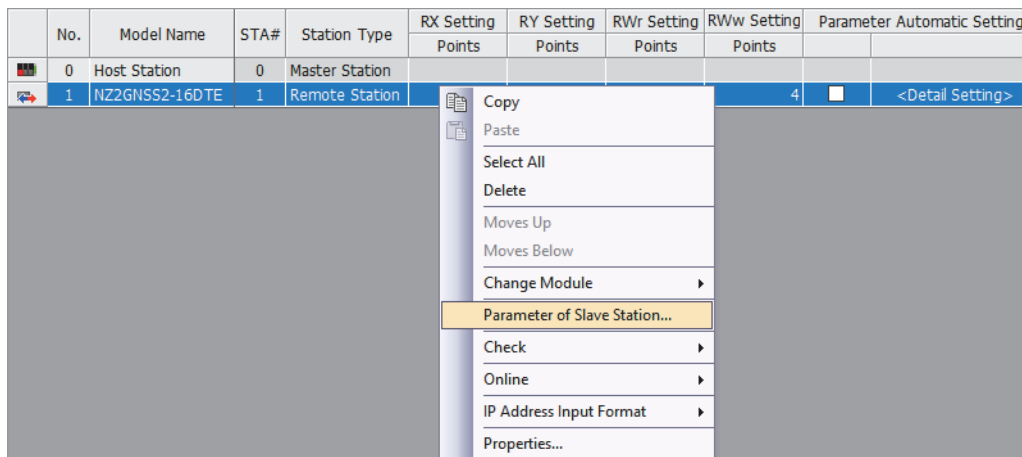 No. Model Name STA# Station Type RX Setting RY Setting RWr Setting RWw Setting Parameter Automatic Setting
Points Points Points Points
0 Host Station 0 Master Station
1 NZ2GNSS2-16DTE 1 Remote Station 4 <Detail Setting>
Copy
Paste
Select All
Delete
Moves Up
Moves Below
Change Module
Parameter of Slave Station...
Check
Online
IP Address Input Format
Properties...